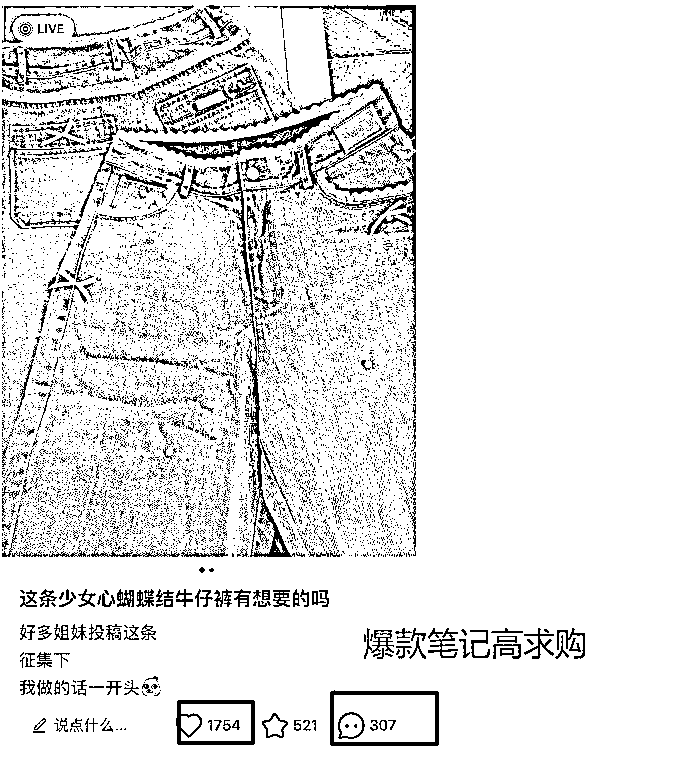 LIVE
这条少女心蝴蝶结牛仔裤有想要的吗
好多姐妹投稿这条
征集下
我做的话一开头
爆款笔记高求购
说点什么...
1754
521
307